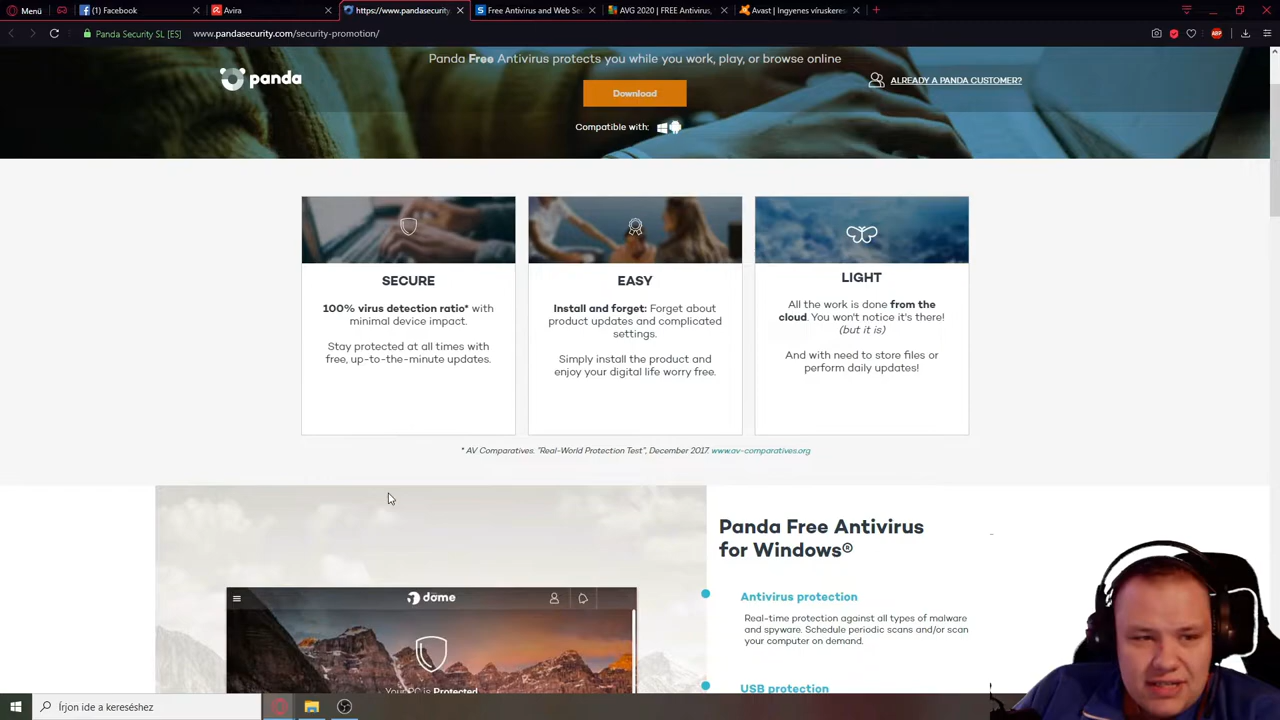 Menü
(1) Facebook
Avira
https://www.pandasecurity.
Free Antivirus and Web Sec
AVG 2020 | FREE Antivirus,
Avast | Ingyenes víruskeres
Panda Security SL [ES]
www.pandasecurity.com/security-promotion/
ABP
panda
Panda Free Antivirus protects you while you work, play, or browse online
ALREADY A PANDA CUSTOMER?
Download
Compatible with:
SECURE
100% virus detection ratio* with
minimal device impact.
Stay protected at all times with
free, up-to-the-minute updates.
EASY
Install and forget: Forget about
product updates and complicated
settings.
Simply install the product and
enjoy your digital life worry free.
LIGHT
All the work is done from the
cloud. You won't notice it's there!
(but it is)
And with need to store files or
perform daily updates!
* AV Comparatives. "Real-World Protection Test", December 2017. www.av-comparatives.org
Panda Free Antivirus
for Windows®
dome
Your PC is Protected
Antivirus protection
Real-time protection against all types of malware
and spyware. Schedule periodic scans and/or scan
your computer on demand.
USB protection
Írjon ide a kereséshez